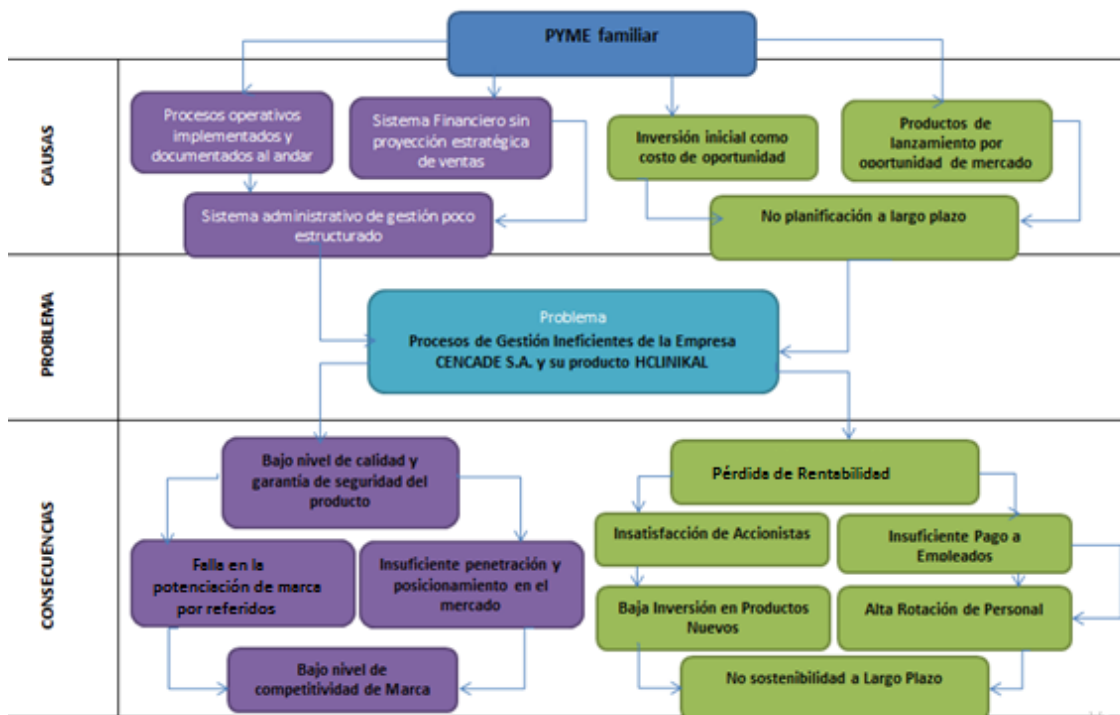 PYME familiar
CAUSAS
Procesos operativos
implementados y
documentados al andar
Sistema Financiero sin
proyección estratégica
de ventas
Inversión inicial como
costo de oportunidad
Productos de
lanzamiento por
oportunidad de mercado
Sistema administrativo de gestión poco
estructurado
No planificación a largo plazo
PROBLEMA
Problema
Procesos de Gestión Ineficientes de la Empresa
CENCADE S.A. y su producto HCLINIKAL
CONSECUENCIAS
Bajo nivel de calidad y
garantía de seguridad del
producto
Pérdida de Rentabilidad
Falla en la
potenciación de marca
por referidos
Insuficiente penetración y
posicionamiento en el
mercado
Insatisfacción de Accionistas
Insuficiente Pago a
Empleados
Baja Inversión en Productos
Nuevos
Alta Rotación de Personal
Bajo nivel de
competitividad de Marca
No sostenibilidad a Largo Plazo